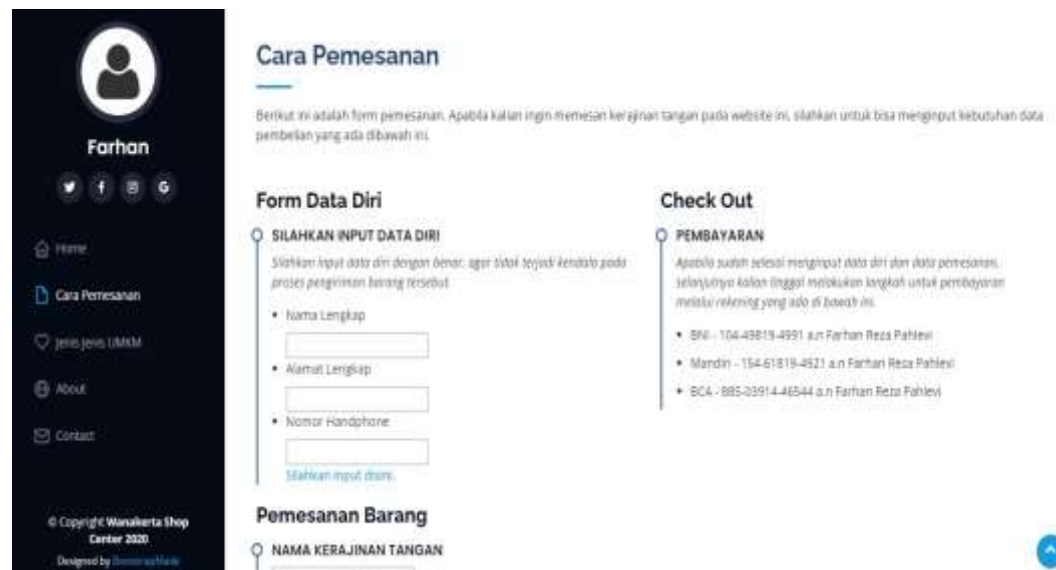 Farhan
Home
Cara Pemesanan
Jenis Jenis UMKM
About
Contact
© Copyright Wanakerta Shop
Center 2020
Designed by
Cara Pemesanan
Berikut ini adalah form pemesanan. Apabila kalian ingin memesan kerajinan tangan pada website ini, silahkan untuk bisa menginput kebutuhan data
pembelian yang ada dibawah ini.
Form Data Diri
SILAHKAN INPUT DATA DIRI
Silahkan input data diri dengan benar, agar tidak terjadi kendala pada
proses pengiriman barang tersebut
Nama Lengkap
Alamat Lengkap
Nomor Handphone
Silahkan input disini.
Pemesanan Barang
NAMA KERAJINAN TANGAN
Check Out
PEMBAYARAN
Apabila sudah selesai menginput data diri dan data pemesanan,
selanjutnya kalian tinggal melakukan langkah untuk pembayaran
melalui rekening yang ada di bawah ini.
BNI - 104-49819-4991 a.n Farhan Reza Pahlevi
Mandiri - 154-61819-4921 a.n Farhan Reza Pahlevi
BCA - 885-03914-46544 a.n Farhan Reza Pahlevi